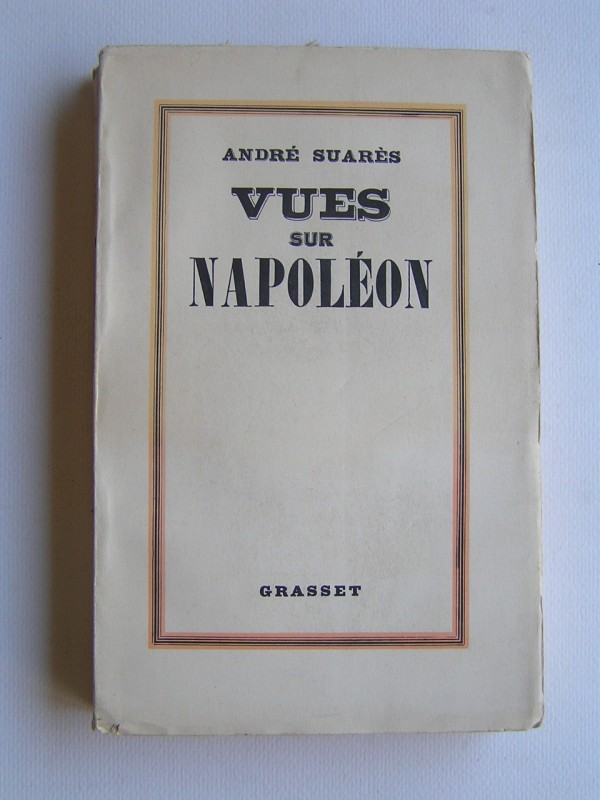 ANDRÉ SUARÈS
VUES
SUR
NAPOLÉON
GRASSET